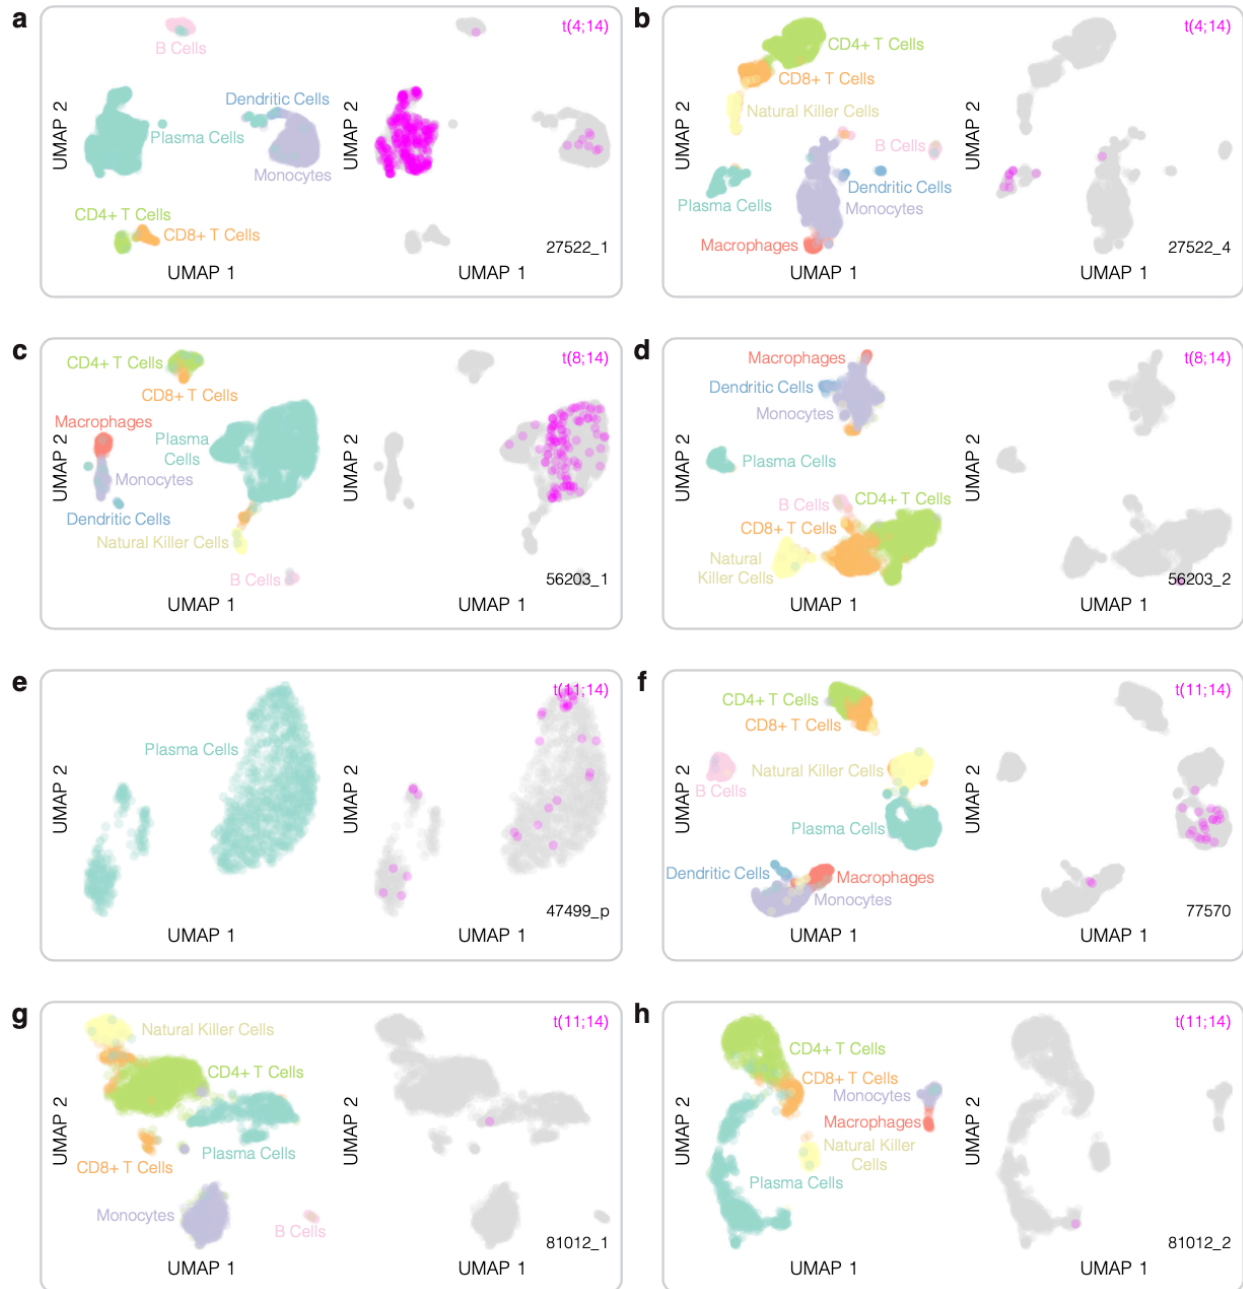 a
t(4;14)
B Cells
Dendritic Cells
Plasma Cells
Monocytes
CD4+ T Cells
CD8+ T Cells
UMAP 2
UMAP 2
27522_1
UMAP 1
UMAP 1
b
t(4;14)
CD4+ T Cells
CD8+ T Cells
Natural Killer Cells
B Cells
Dendritic Cells
Plasma Cells
Monocytes
Macrophages
UMAP 2
UMAP 2
27522_4
UMAP 1
UMAP 1
c
t(8;14)
CD4+ T Cells
CD8+ T Cells
Macrophages
Plasma
Cells
Monocytes
Dendritic Cells
Natural Killer Cells
B Cells
UMAP 2
UMAP 2
56203_1
UMAP 1
UMAP 1
d
t(8;14)
Macrophages
Dendritic Cells
Monocytes
Plasma Cells
B Cells
CD4+ T Cells
CD8+ T Cells
Natural
Killer Cells
UMAP 2
UMAP 2
56203_2
UMAP 1
UMAP 1
e
t(11;14)
Plasma Cells
UMAP 2
UMAP 2
47499_p
UMAP 1
UMAP 1
f
t(11;14)
CD4+ T Cells
CD8+ T Cells
Natural Killer Cells
B Cells
Plasma Cells
Dendritic Cells
Macrophages
Monocytes
UMAP 2
UMAP 2
77570
UMAP 1
UMAP 1
g
t(11;14)
Natural Killer Cells
CD4+ T Cells
Plasma Cells
CD8+ T Cells
Monocytes
B Cells
UMAP 2
UMAP 2
81012_1
UMAP 1
UMAP 1
h
t(11;14)
CD4+ T Cells
CD8+ T Cells
Monocytes
Macrophages
Natural Killer
Cells
Plasma Cells
UMAP 2
UMAP 2
81012_2
UMAP 1
UMAP 1